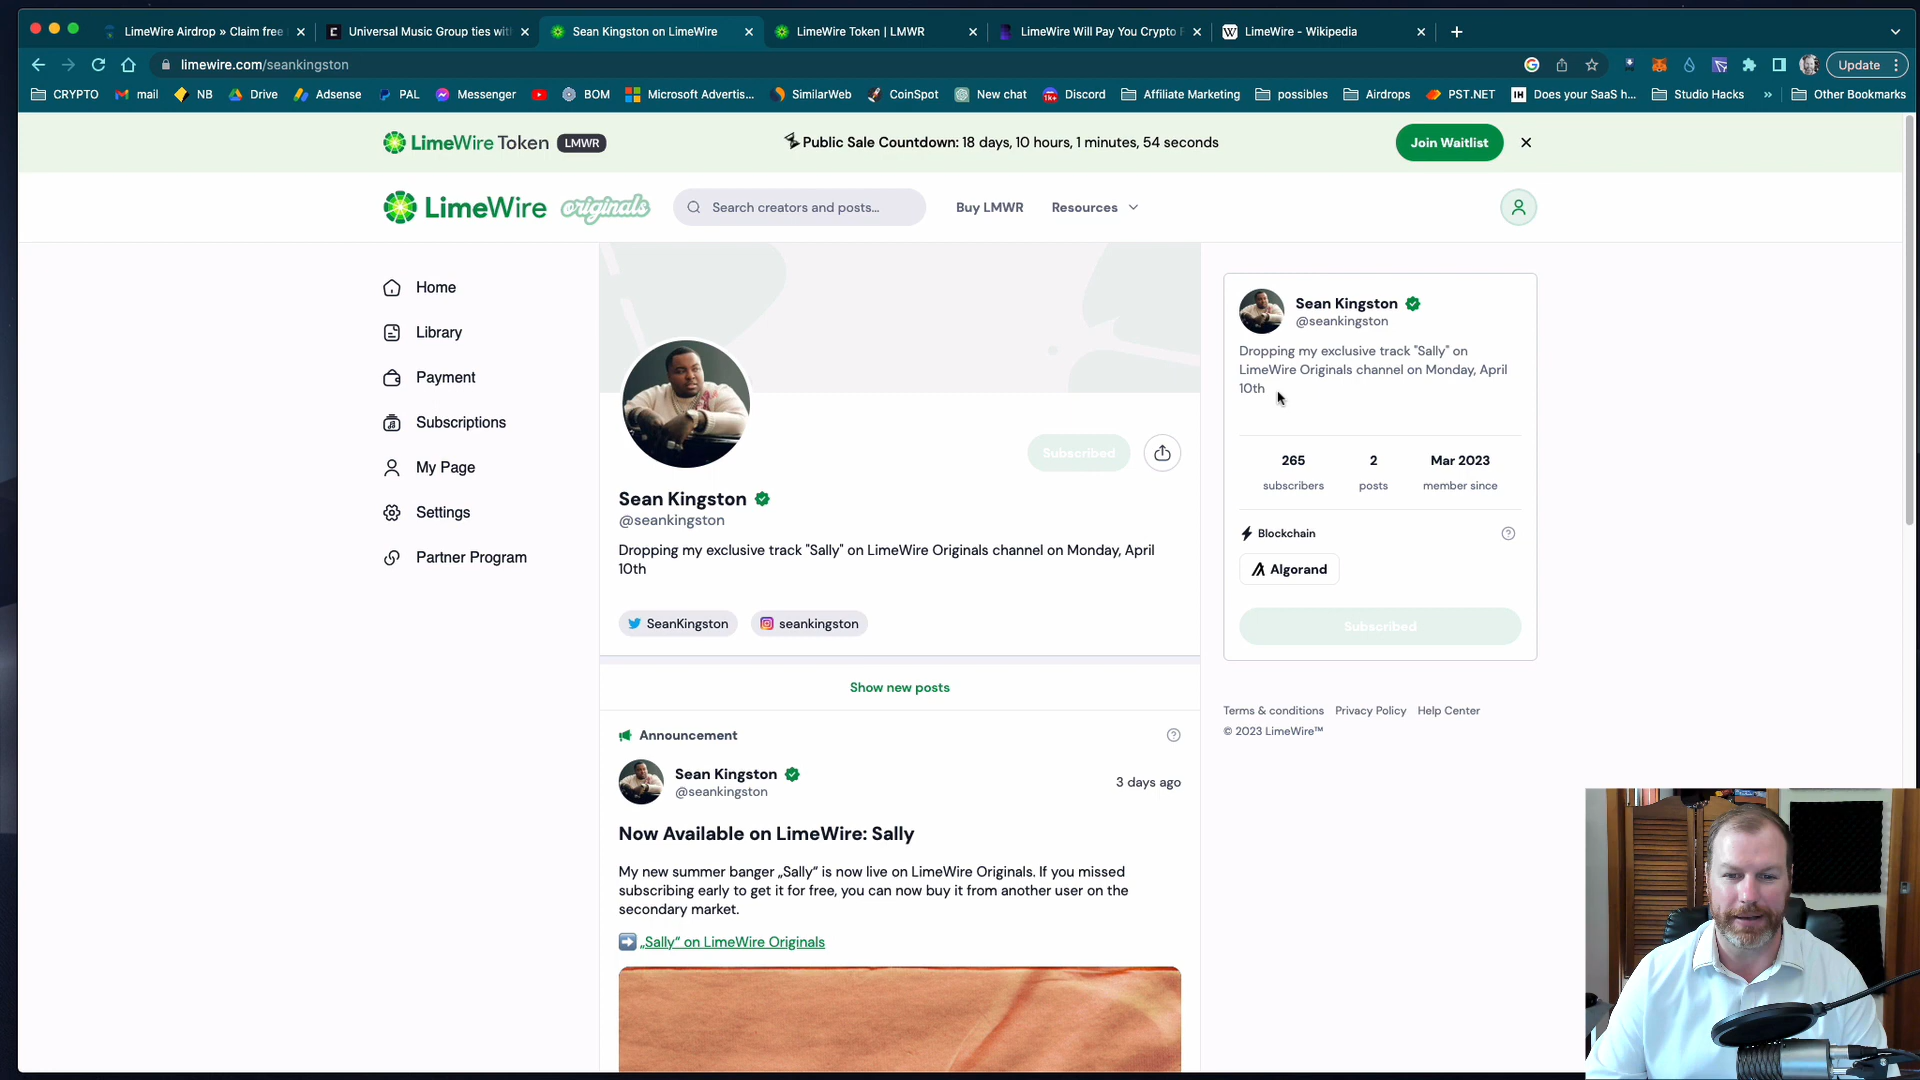 LimeWire Airdrop » Claim free
Universal Music Group ties wit
Sean Kingston on LimeWire
LimeWire Token | LMWR
LimeWire Will Pay You Crypto F
LimeWire - Wikipedia
limewire.com/seankingston
Update
CRYPTO
mail
NB
Drive
Adsense
PAL
Messenger
BOM
Microsoft Advertis...
SimilarWeb
CoinSpot
New chat
Discord
Affiliate Marketing
possibles
Airdrops
PST.NET
Does your SaaS h...
Studio Hacks
»
Other Bookmarks
LimeWire Token LMWR
Public Sale Countdown: 18 days, 10 hours, 1 minutes, 54 seconds
Join Waitlist
LimeWire originals
Search creators and posts...
Buy LMWR
Resources
Home
Library
Payment
Subscriptions
My Page
Settings
Partner Program
Subscribed
Sean Kingston
@seankingston
Dropping my exclusive track "Sally" on LimeWire Originals channel on Monday, April
10th
SeanKingston
seankingston
Show new posts
Announcement
Sean Kingston
@seankingston
3 days ago
Now Available on LimeWire: Sally
My new summer banger „Sally“ is now live on LimeWire Originals. If you missed
subscribing early to get it for free, you can now buy it from another user on the
secondary market.
„Sally“ on LimeWire Originals
Sean Kingston
@seankingston
Dropping my exclusive track "Sally" on
LimeWire Originals channel on Monday, April
10th
265
subscribers
2
posts
Mar 2023
member since
Blockchain
Algorand
Subscribed
Terms & conditions Privacy Policy Help Center
© 2023 LimeWire™